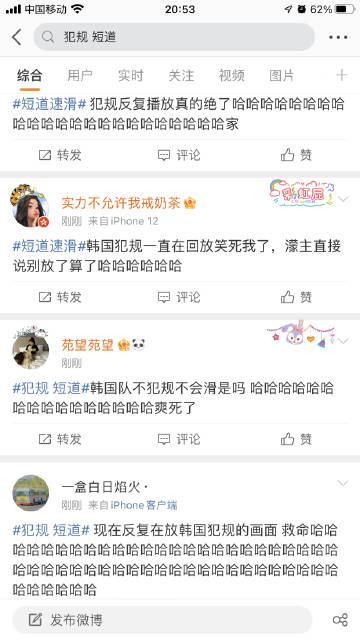 中国移动
20:53
62%
犯规 短道
综合
用户
实时
关注
视频
图片
#短道速滑# 犯规反复播放真的绝了哈哈哈哈哈哈哈哈
哈哈哈哈哈哈哈哈哈哈哈哈哈哈哈家
转发
评论
赞
实力不允许我戒奶茶
刚刚 来自 iPhone 12
彩虹屁
#短道速滑#韩国犯规一直在回放笑死我了，濛主直接
说别放了算了哈哈哈哈哈哈
转发
评论
赞
苑望苑望
刚刚
#犯规 短道#韩国队不犯规不会滑是吗 哈哈哈哈哈哈
哈哈哈哈哈哈哈哈哈哈爽死了
转发
评论
赞
一盒白日焰火·
刚刚 来自 iPhone客户端
#犯规 短道# 现在反复在放韩国犯规的画面 救命哈哈
哈哈哈哈哈哈哈哈哈哈哈哈哈哈哈哈哈哈哈哈哈哈哈
哈哈哈哈哈哈哈哈哈哈哈哈哈哈哈哈哈哈哈哈哈哈哈
哈哈哈哈哈哈
发布微博